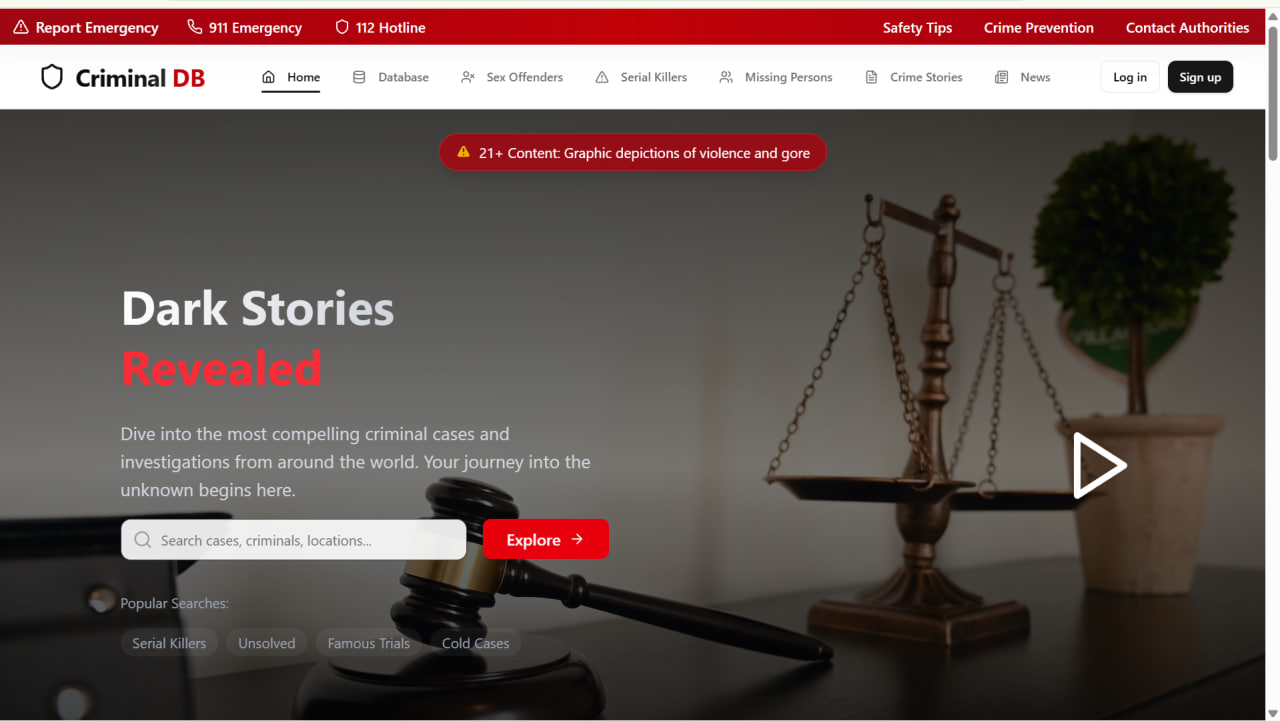 Report Emergency 911 Emergency 112 Hotline Safety Tips Crime Prevention Contact Authorities
Criminal DB Home Database Sex Offenders Serial Killers Missing Persons Crime Stories News Log in Sign up
21+ Content: Graphic depictions of violence and gore
Dark Stories
Revealed
Dive into the most compelling criminal cases and
investigations from around the world. Your journey into the
unknown begins here.
Search cases, criminals, locations... Explore
Popular Searches:
Serial Killers Unsolved Famous Trials Cold Cases